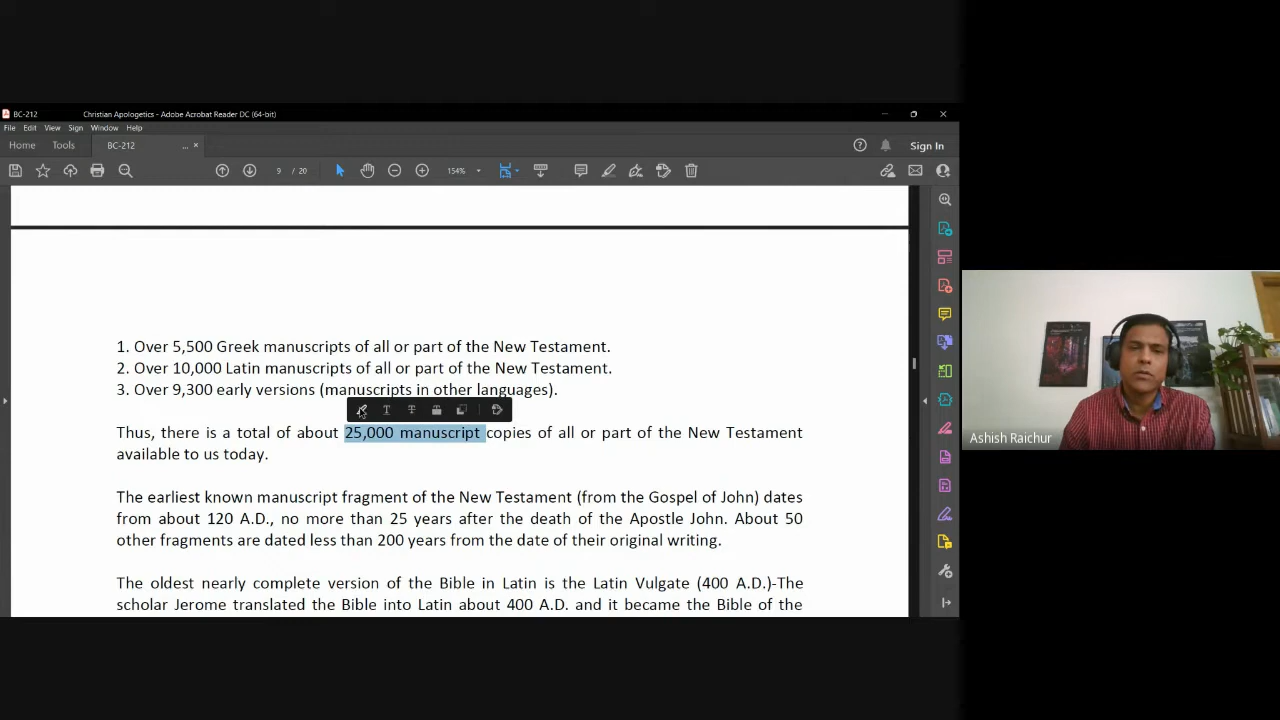 BC-212 Christian Apologetics - Adobe Acrobat Reader DC (64-bit)
File Edit View Sign Window Help
Home Tools BC-212 ... × Sign In
9 / 20 154%
1. Over 5,500 Greek manuscripts of all or part of the New Testament.
2. Over 10,000 Latin manuscripts of all or part of the New Testament.
3. Over 9,300 early versions (manuscripts in other languages).
Thus, there is a total of about 25,000 manuscript copies of all or part of the New Testament
available to us today.
The earliest known manuscript fragment of the New Testament (from the Gospel of John) dates
from about 120 A.D., no more than 25 years after the death of the Apostle John. About 50
other fragments are dated less than 200 years from the date of their original writing.
The oldest nearly complete version of the Bible in Latin is the Latin Vulgate (400 A.D.)-The
scholar Jerome translated the Bible into Latin about 400 A.D. and it became the Bible of the
Ashish Raichur